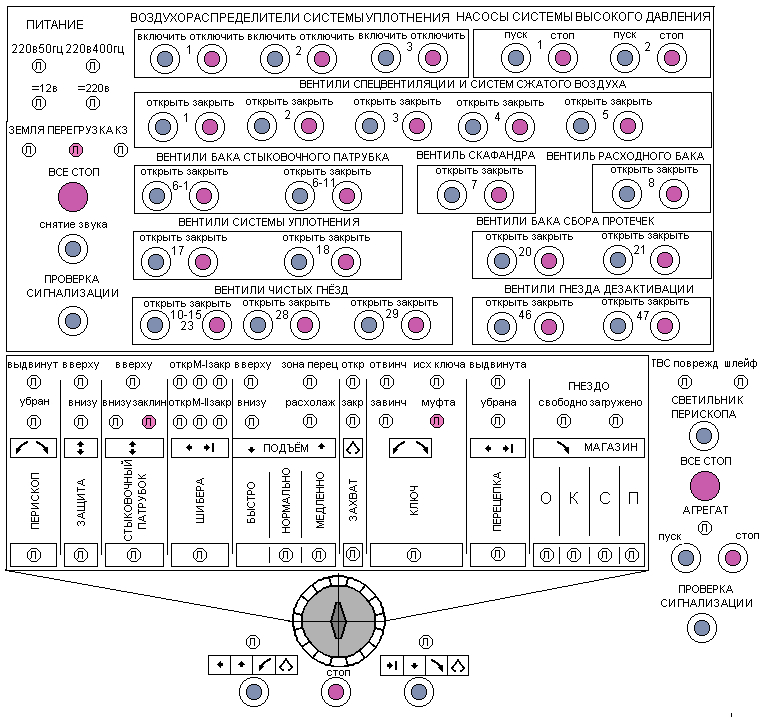 ПИТАНИЕ
ВОЗДУХОРАСПРЕДЕЛИТЕЛИ СИСТЕМЫ УПЛОТНЕНИЯ
НАСОСЫ СИСТЕМЫ ВЫСОКОГО ДАВЛЕНИЯ
включить отключить включить отключить включить отключить
1 2 3
пуск стоп пуск стоп
1 2
220в50гц 220в400гц
Л Л
=12в =220в
Л Л
ВЕНТИЛИ СПЕЦВЕНТИЛЯЦИИ И СИСТЕМ СЖАТОГО ВОЗДУХА
открыть закрыть открыть закрыть открыть закрыть открыть закрыть открыть закрыть
1 2 3 4 5
ЗЕМЛЯ ПЕРЕГРУЗКА КЗ
Л Л Л
ВЕНТИЛИ БАКА СТЫКОВОЧНОГО ПАТРУБКА
ВЕНТИЛЬ СКАФАНДРА
ВЕНТИЛЬ РАСХОДНОГО БАКА
открыть закрыть открыть закрыть открыть закрыть открыть закрыть
6-1 6-11 7 8
ВСЕ СТОП
снятие звука
ВЕНТИЛИ СИСТЕМЫ УПЛОТНЕНИЯ
ВЕНТИЛИ БАКА СБОРА ПРОТЕЧЕК
открыть закрыть открыть закрыть открыть закрыть открыть закрыть
17 18 20 21
ПРОВЕРКА
СИГНАЛИЗАЦИИ
ВЕНТИЛИ ЧИСТЫХ ГНЁЗД
ВЕНТИЛИ ГНЕЗДА ДЕЗАКТИВАЦИИ
открыть закрыть открыть закрыть открыть закрыть открыть закрыть открыть закрыть
10-15 28 29 46 47
23
выдвинут вверху вверху откр М-I закр вверху зона перец откр отвинч исх ключа выдвинута
Л Л Л Л Л Л Л Л Л Л Л Л
убран внизу внизу заклин откр М-II закр внизу расхолаж закр завинч муфта убрана
Л Л Л Л Л Л Л Л Л Л Л Л Л
ГНЕЗДО
свободно загружено
Л Л
ПОДЪЁМ
МАГАЗИН
ПЕРИСКОП
ЗАЩИТА
СТЫКОВОЧНЫЙ
ПАТРУБОК
ШИБЕРА
БЫСТРО
НОРМАЛЬНО
МЕДЛЕННО
ЗАХВАТ
КЛЮЧ
ПЕРЕЦЕПКА
О К С П
Л Л Л Л Л Л Л Л Л Л Л Л Л
ТВС поврежд шлейф
Л Л
СВЕТИЛЬНИК
ПЕРИСКОПА
ВСЕ СТОП
АГРЕГАТ
Л
пуск стоп
ПРОВЕРКА
СИГНАЛИЗАЦИИ
Л Л
стоп